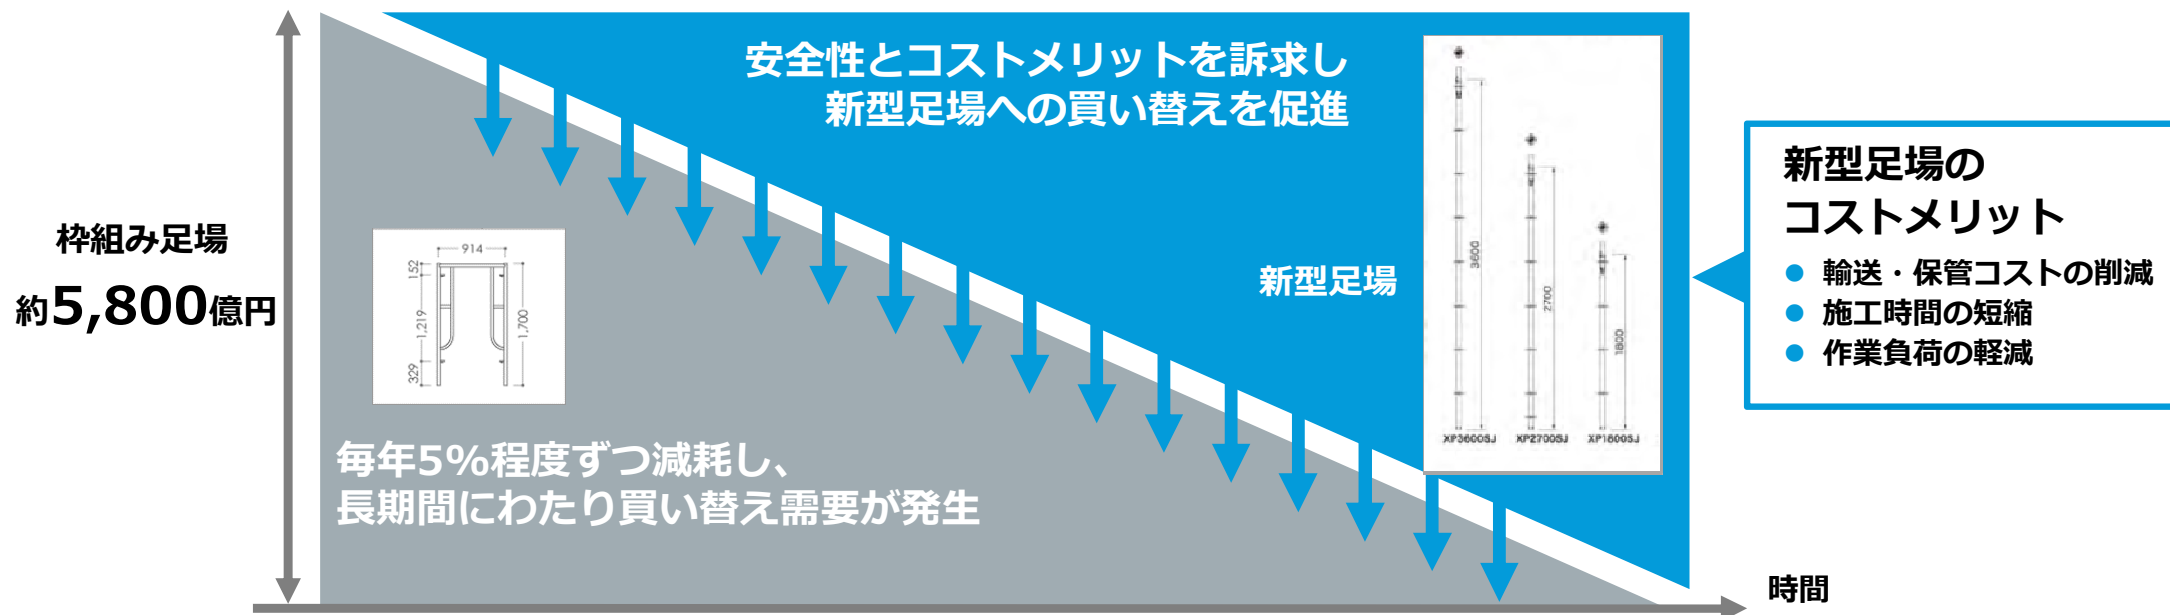 安全性とコストメリットを訴求し
新型足場への買い替えを促進
枠組み足場
約5,800億円
914
152
1,219
1,700
329
毎年5%程度ずつ減耗し、
長期間にわたり買い替え需要が発生
新型足場
3600
2700
1800
XP3600SJ XP2700SJ XP1800SJ
新型足場の
コストメリット
● 輸送・保管コストの削減
● 施工時間の短縮
● 作業負荷の軽減
時間